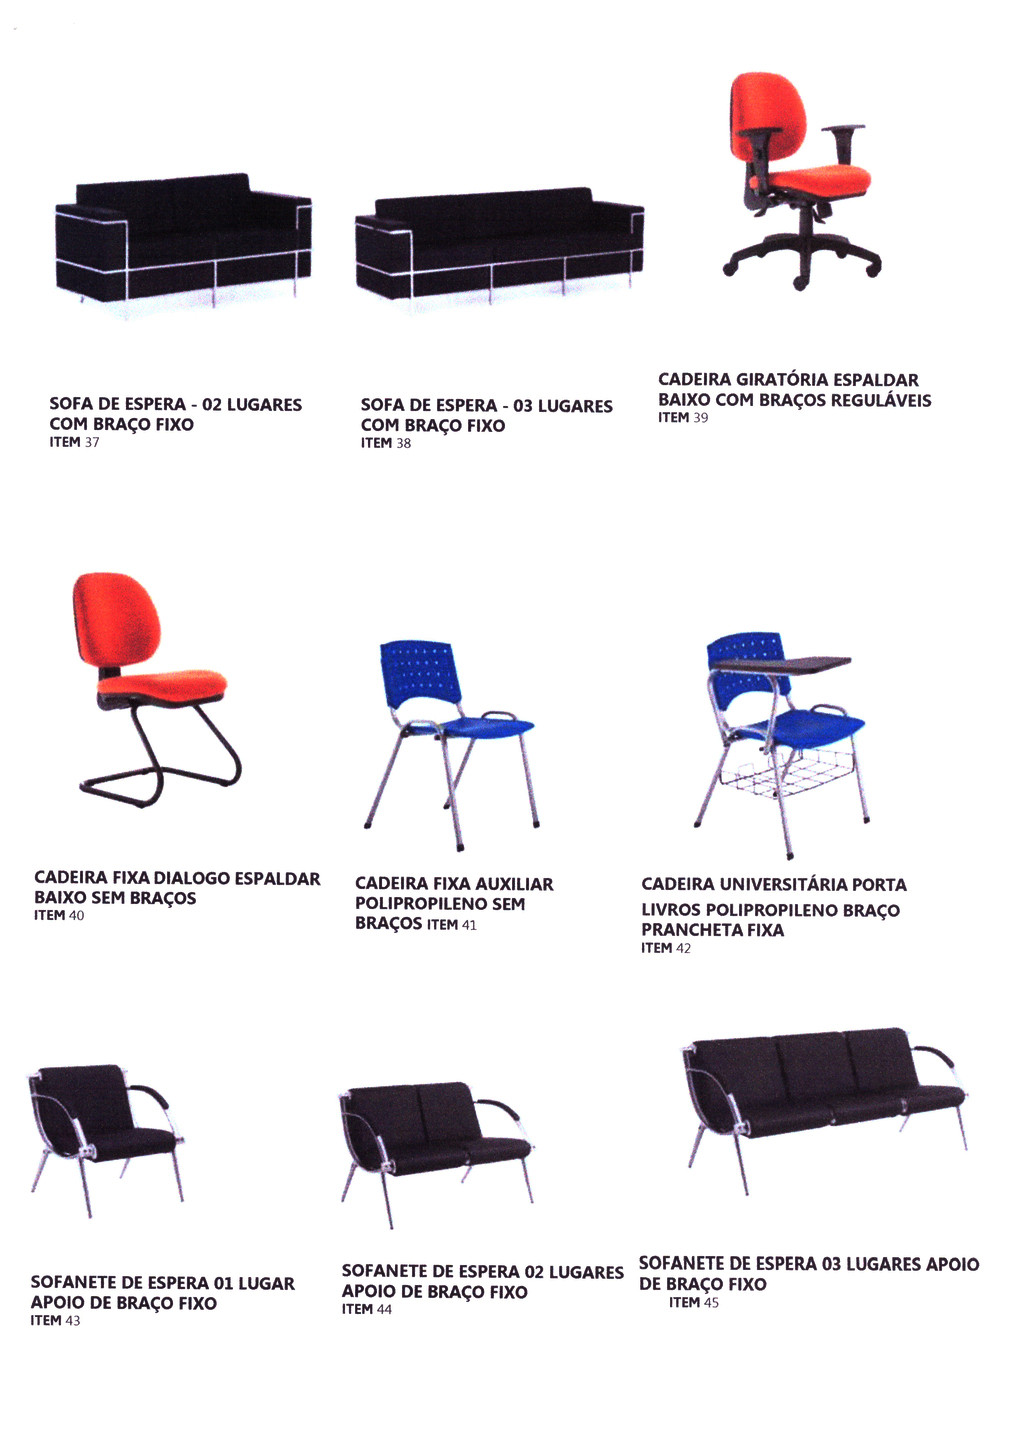 SOFA DE ESPERA - 02 LUGARES
COM BRAÇO FIXO
ITEM 37
SOFA DE ESPERA - 03 LUGARES
COM BRAÇO FIXO
ITEM 38
CADEIRA GIRATÓRIA ESPALDAR
BAIXO COM BRAÇOS REGULÁVEIS
ITEM 39
CADEIRA FIXA DIALOGO ESPALDAR
BAIXO SEM BRAÇOS
ITEM 40
CADEIRA FIXA AUXILIAR
POLIPROPILENO SEM
BRAÇOS ITEM 41
CADEIRA UNIVERSITÁRIA PORTA
LIVROS POLIPROPILENO BRAÇO
PRANCHETA FIXA
ITEM 42
SOFANETE DE ESPERA 01 LUGAR
APOIO DE BRAÇO FIXO
ITEM 43
SOFANETE DE ESPERA 02 LUGARES
APOIO DE BRAÇO FIXO
ITEM 44
SOFANETE DE ESPERA 03 LUGARES APOIO
DE BRAÇO FIXO
ITEM 45